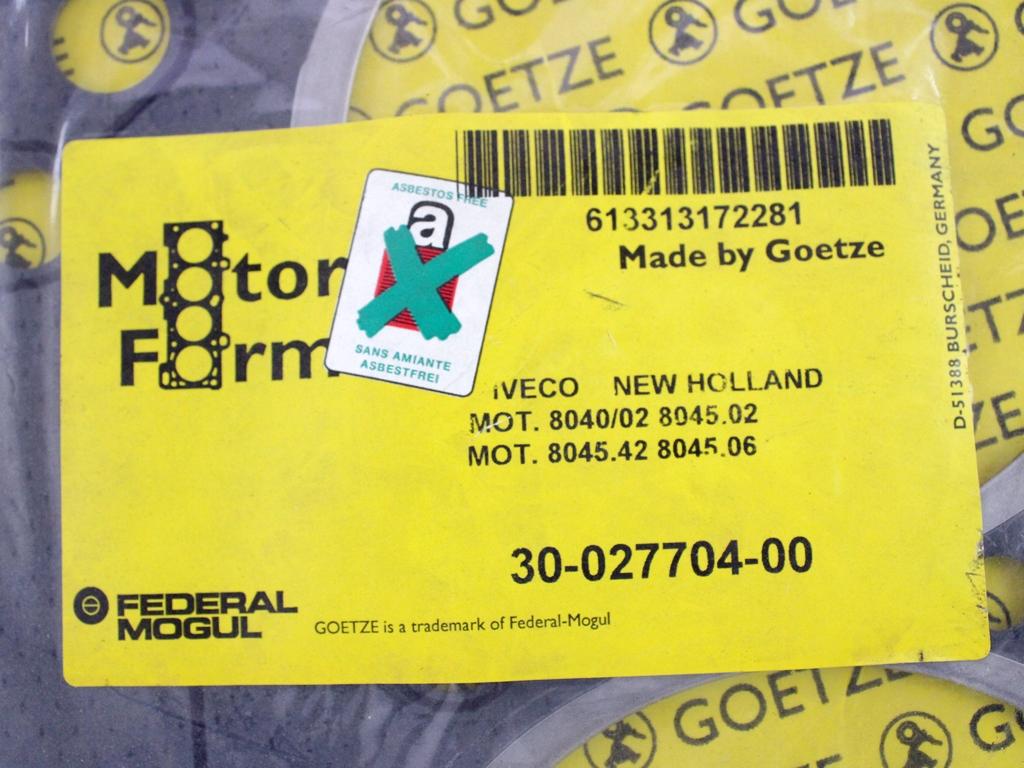 GOETZE
GOETZE
GOETZE
613313172281
Made by Goetze
ASBESTOS FREE
a
SANS AMIANTE
ASBESTFREI
Motor
Form
IVECO NEW HOLLAND
MOT. 8040/02 8045.02
MOT. 8045.42 8045.06
30-027704-00
FEDERAL
MOGUL
GOETZE is a trademark of Federal-Mogul
D-51388 BURSCHEID, GERMANY
GOETZE